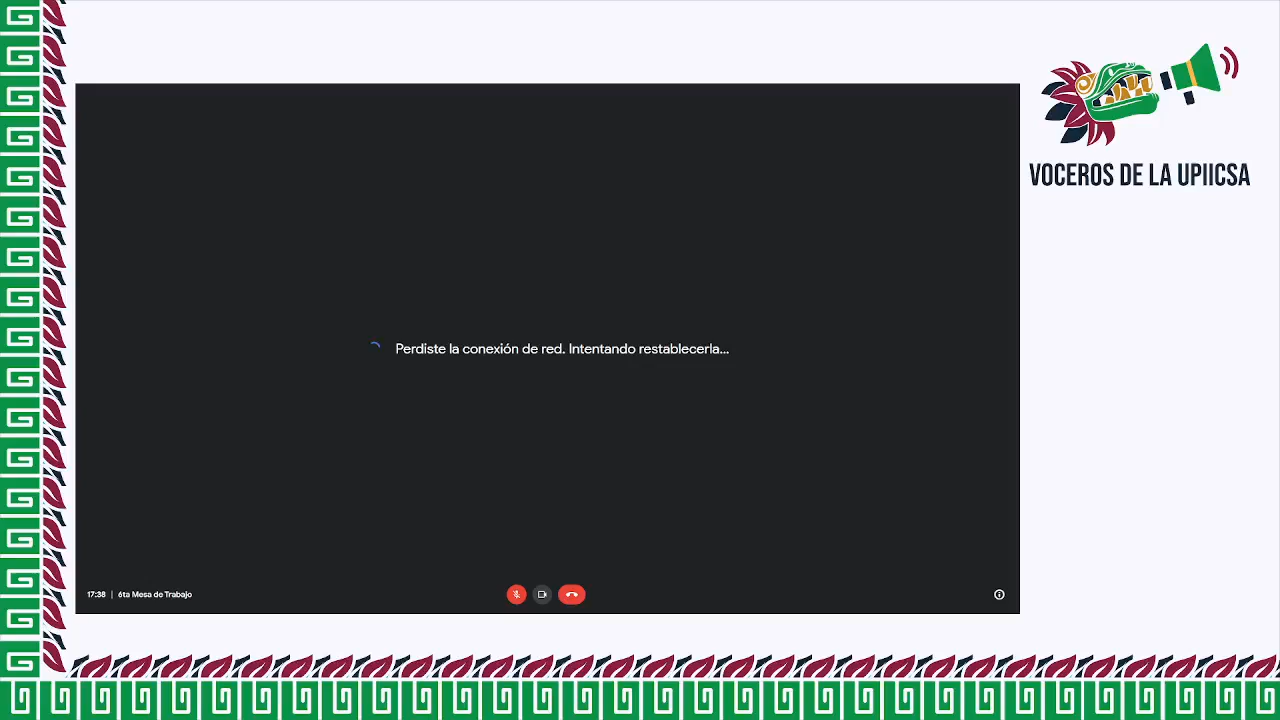 VOCEROS DE LA UPIICSA
Perdiste la conexión de red. Intentando restablecerla...
17:38 | 6ta Mesa de Trabajo